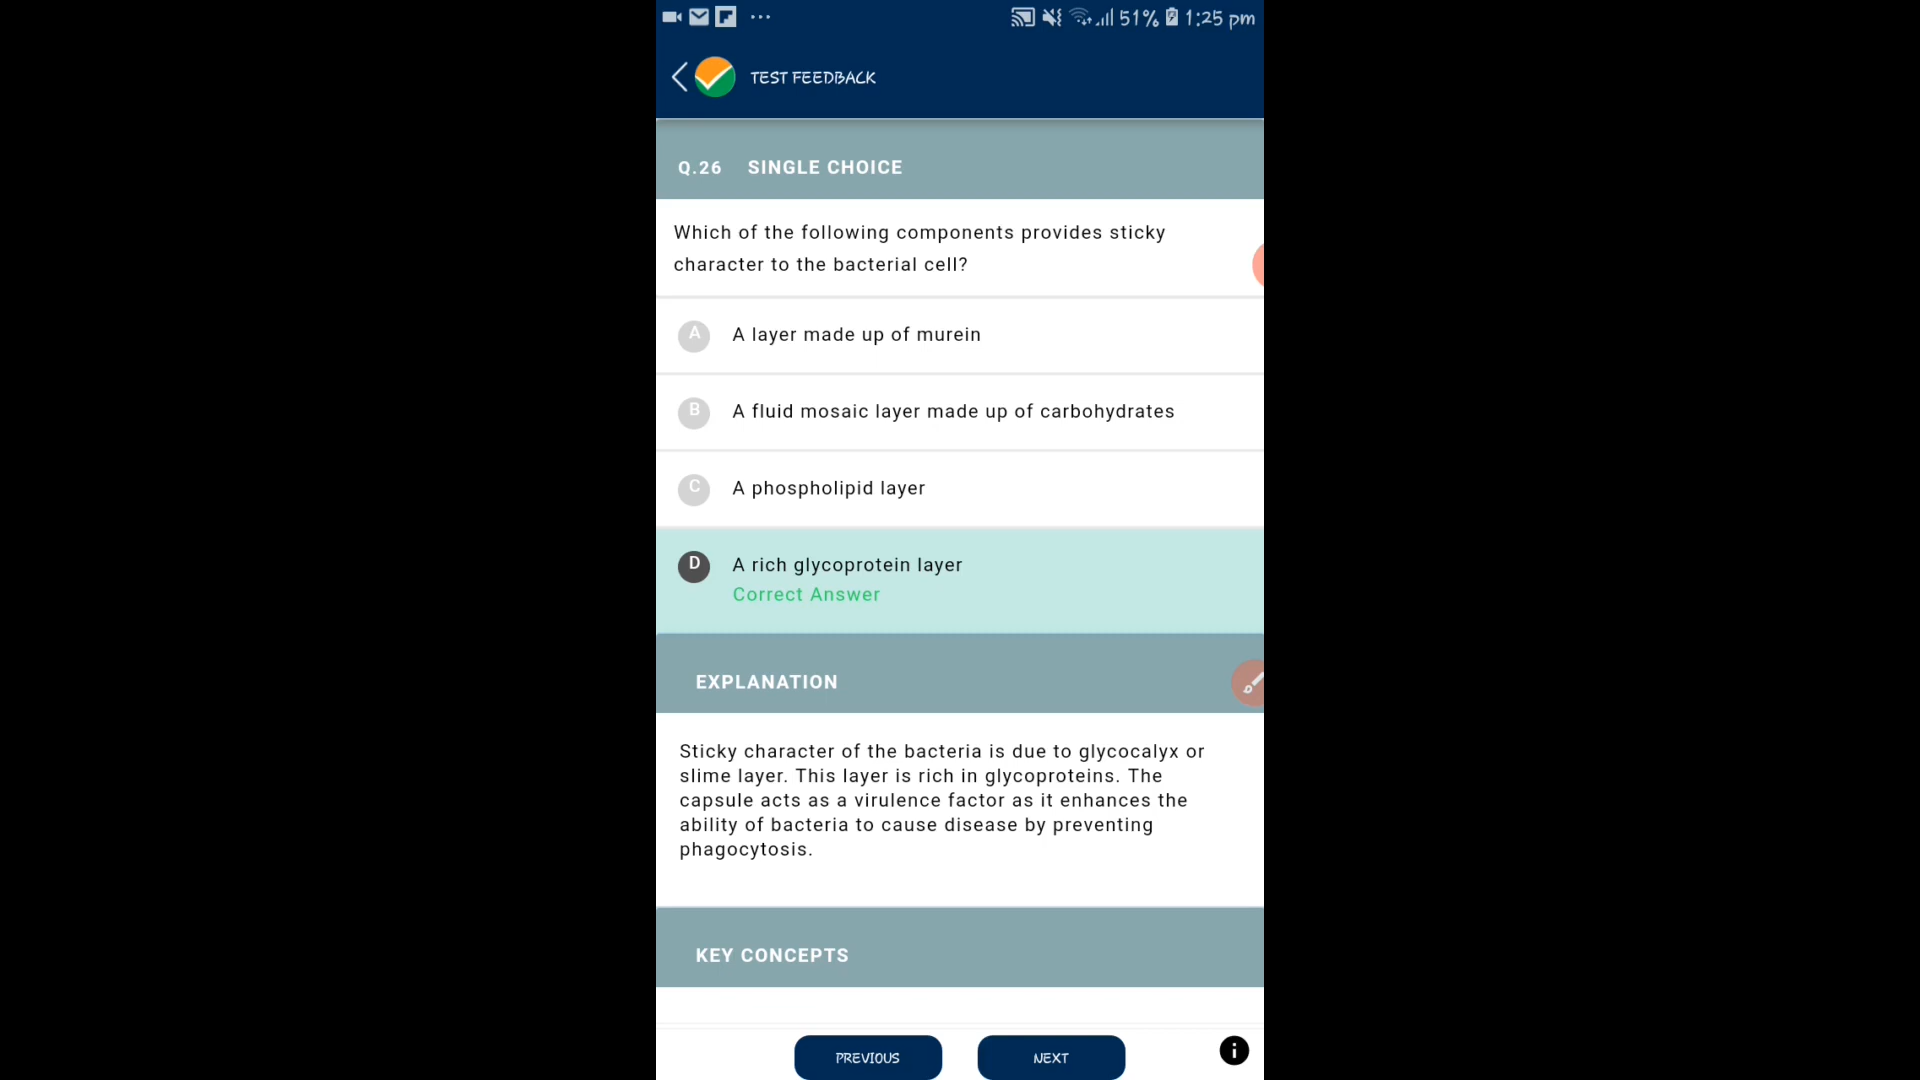 51% 1:25 pm
TEST FEEDBACK
Q.26 SINGLE CHOICE
Which of the following components provides sticky
character to the bacterial cell?
A A layer made up of murein
B A fluid mosaic layer made up of carbohydrates
C A phospholipid layer
D A rich glycoprotein layer
Correct Answer
EXPLANATION
Sticky character of the bacteria is due to glycocalyx or
slime layer. This layer is rich in glycoproteins. The
capsule acts as a virulence factor as it enhances the
ability of bacteria to cause disease by preventing
phagocytosis.
KEY CONCEPTS
PREVIOUS NEXT